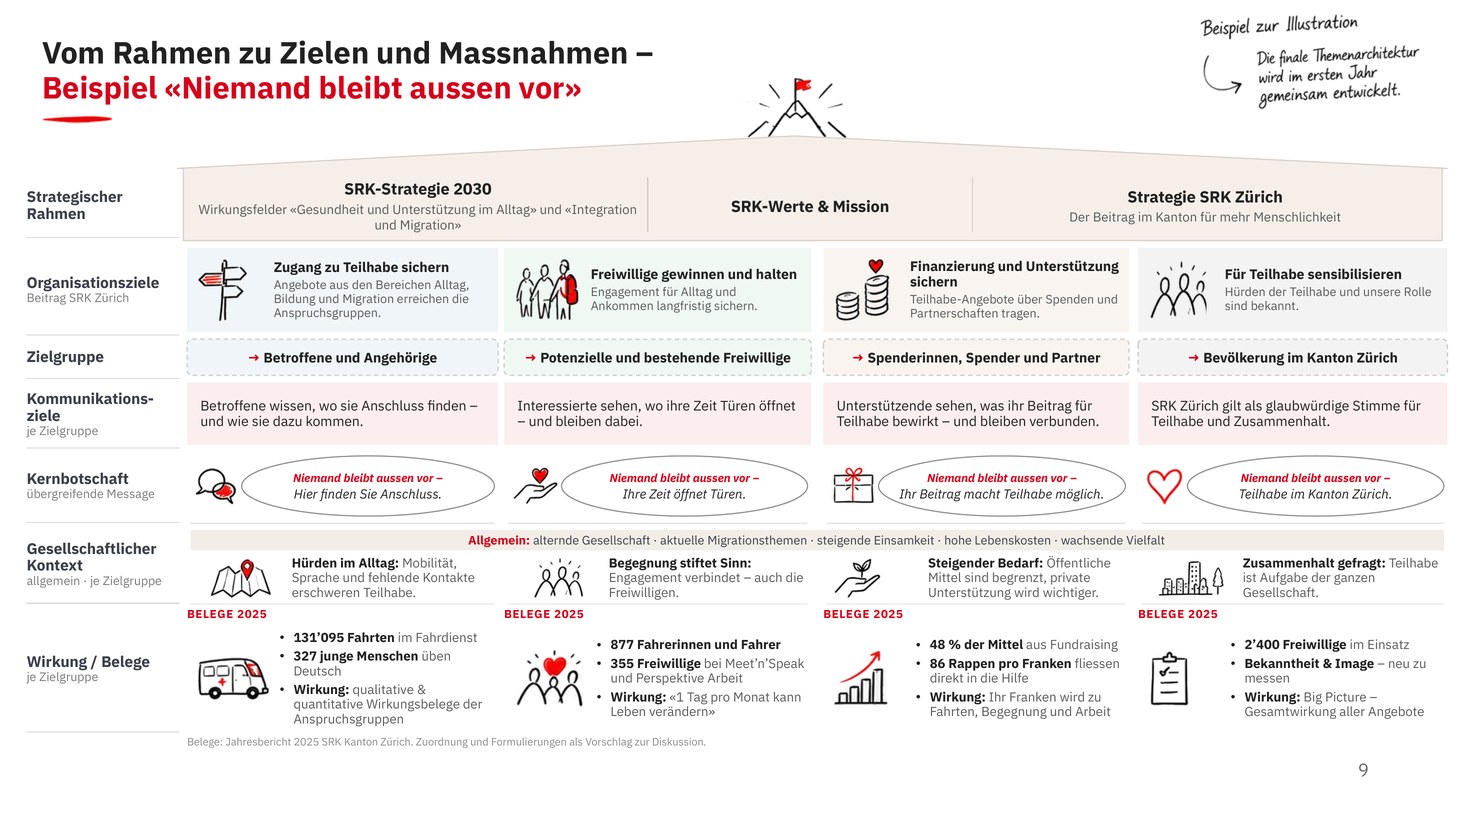 Vom Rahmen zu Zielen und Massnahmen –
Beispiel «Niemand bleibt aussen vor»
Beispiel zur Illustration
Die finale Themenarchitektur
wird im ersten Jahr
gemeinsam entwickelt.
Strategischer
Rahmen
SRK-Strategie 2030
Wirkungsfelder «Gesundheit und Unterstützung im Alltag» und «Integration
und Migration»
SRK-Werte & Mission
Strategie SRK Zürich
Der Beitrag im Kanton für mehr Menschlichkeit
Organisationsziele
Beitrag SRK Zürich
Zugang zu Teilhabe sichern
Angebote aus den Bereichen Alltag,
Bildung und Migration erreichen die
Anspruchsgruppen.
Freiwillige gewinnen und halten
Engagement für Alltag und
Ankommen langfristig sichern.
Finanzierung und Unterstützung
sichern
Teilhabe-Angebote über Spenden und
Partnerschaften tragen.
Für Teilhabe sensibilisieren
Hürden der Teilhabe und unsere Rolle
sind bekannt.
Zielgruppe
→ Betroffene und Angehörige
→ Potenzielle und bestehende Freiwillige
→ Spenderinnen, Spender und Partner
→ Bevölkerung im Kanton Zürich
Kommunikations-
ziele
je Zielgruppe
Betroffene wissen, wo sie Anschluss finden –
und wie sie dazu kommen.
Interessierte sehen, wo ihre Zeit Türen öffnet
– und bleiben dabei.
Unterstützende sehen, was ihr Beitrag für
Teilhabe bewirkt – und bleiben verbunden.
SRK Zürich gilt als glaubwürdige Stimme für
Teilhabe und Zusammenhalt.
Kernbotschaft
übergreifende Message
Niemand bleibt aussen vor –
Hier finden Sie Anschluss.
Niemand bleibt aussen vor –
Ihre Zeit öffnet Türen.
Niemand bleibt aussen vor –
Ihr Beitrag macht Teilhabe möglich.
Niemand bleibt aussen vor –
Teilhabe im Kanton Zürich.
Gesellschaftlicher
Kontext
allgemein · je Zielgruppe
Allgemein: alternde Gesellschaft · aktuelle Migrationsthemen · steigende Einsamkeit · hohe Lebenskosten · wachsende Vielfalt
Hürden im Alltag: Mobilität,
Sprache und fehlende Kontakte
erschweren Teilhabe.
Begegnung stiftet Sinn:
Engagement verbindet – auch die
Freiwilligen.
Steigender Bedarf: Öffentliche
Mittel sind begrenzt, private
Unterstützung wird wichtiger.
Zusammenhalt gefragt: Teilhabe
ist Aufgabe der ganzen
Gesellschaft.
Wirkung / Belege
je Zielgruppe
BELEGE 2025
• 131’095 Fahrten im Fahrdienst
• 327 junge Menschen üben
Deutsch
• Wirkung: qualitative &
quantitative Wirkungsbelege der
Anspruchsgruppen
BELEGE 2025
• 877 Fahrerinnen und Fahrer
• 355 Freiwillige bei Meet’n’Speak
und Perspektive Arbeit
• Wirkung: «1 Tag pro Monat kann
Leben verändern»
BELEGE 2025
• 48 % der Mittel aus Fundraising
• 86 Rappen pro Franken fliessen
direkt in die Hilfe
• Wirkung: Ihr Franken wird zu
Fahrten, Begegnung und Arbeit
BELEGE 2025
• 2’400 Freiwillige im Einsatz
• Bekanntheit & Image – neu zu
messen
• Wirkung: Big Picture –
Gesamtwirkung aller Angebote
Belege: Jahresbericht 2025 SRK Kanton Zürich. Zuordnung und Formulierungen als Vorschlag zur Diskussion.
9